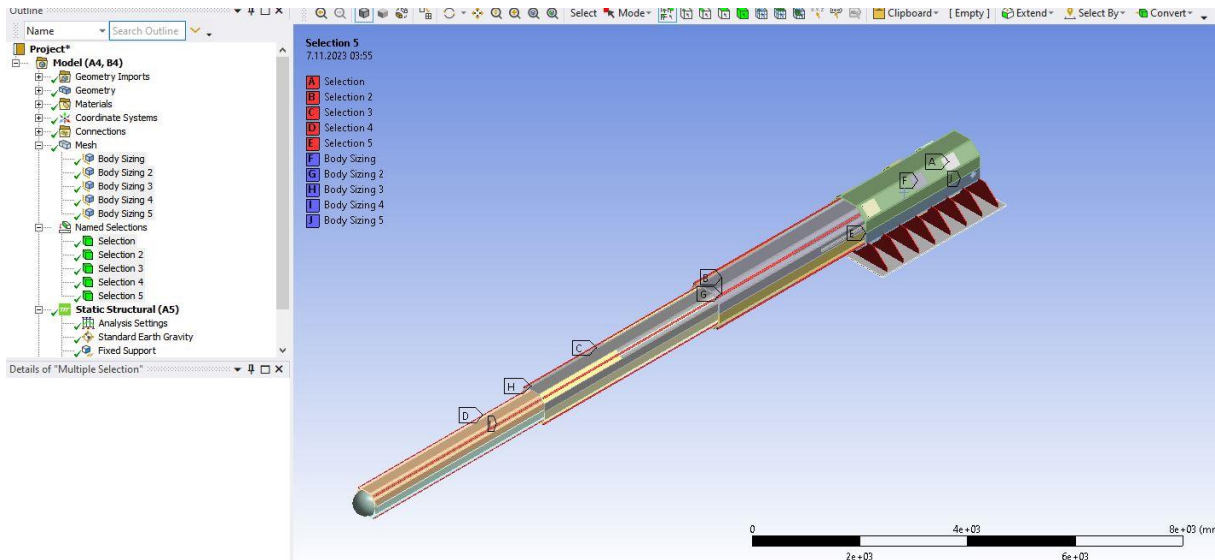 Outline
Select Mode Clipboard [ Empty ] Extend Select By Convert
Name Search Outline
Project*
Model (A4, B4)
Geometry Imports
Geometry
Materials
Coordinate Systems
Connections
Mesh
Body Sizing
Body Sizing 2
Body Sizing 3
Body Sizing 4
Body Sizing 5
Named Selections
Selection
Selection 2
Selection 3
Selection 4
Selection 5
Static Structural (A5)
Analysis Settings
Standard Earth Gravity
Fixed Support
Details of "Multiple Selection"
Selection 5
7.11.2023 03:55
A Selection
B Selection 2
C Selection 3
D Selection 4
E Selection 5
F Body Sizing
G Body Sizing 2
H Body Sizing 3
I Body Sizing 4
J Body Sizing 5
A
F
J
E
B
G
C
H
D
I
0 4e+03 8e+03 (mm
2e+03 6e+03